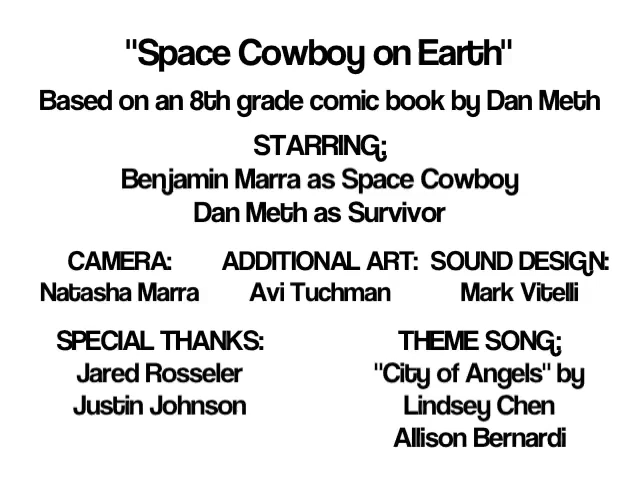 "Space Cowboy on Earth"
Based on an 8th grade comic book by Dan Meth
STARRING:
Benjamin Marra as Space Cowboy
Dan Meth as Survivor
CAMERA:
Natasha Marra
ADDITIONAL ART:
Avi Tuchman
SOUND DESIGN:
Mark Vitelli
SPECIAL THANKS:
Jared Rosseler
Justin Johnson
THEME SONG:
"City of Angels" by
Lindsey Chen
Allison Bernardi